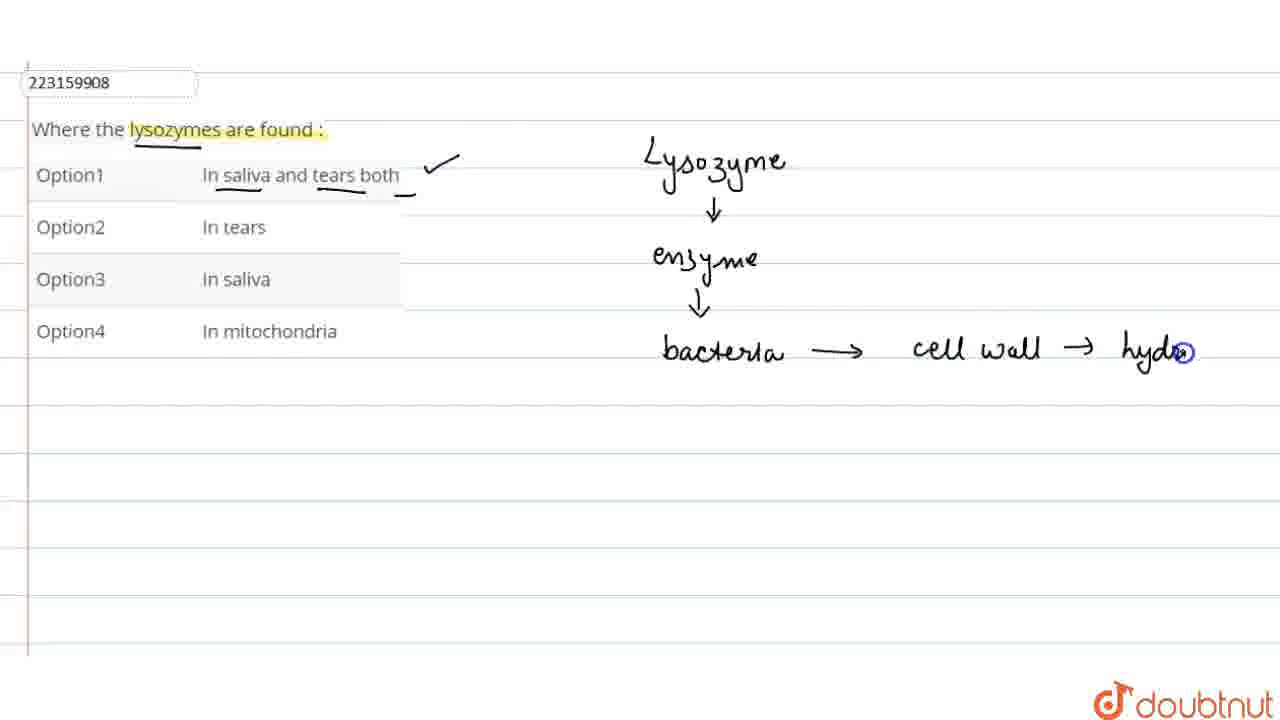 223159908
Where the lysozymes are found :
Option1 In saliva and tears both
Option2 In tears
Option3 In saliva
Option4 In mitochondria
Lysozyme
enzyme
bacteria → cell wall → hydr
doubtnut